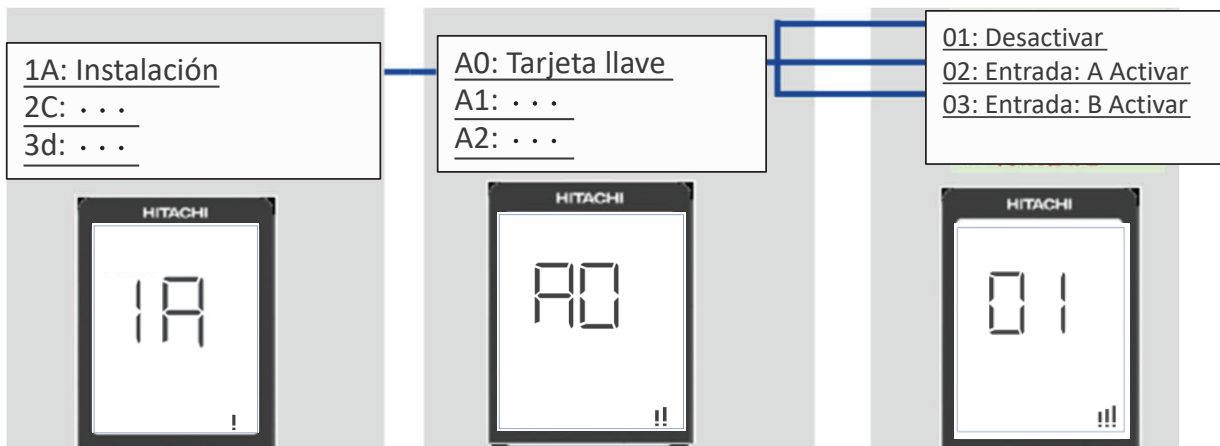 1A: Instalación
2C: · · ·
3d: · · ·
A0: Tarjeta llave
A1: · · ·
A2: · · ·
01: Desactivar
02: Entrada: A Activar
03: Entrada: B Activar
HITACHI
1A
!
HITACHI
A0
!!
HITACHI
01
!!!